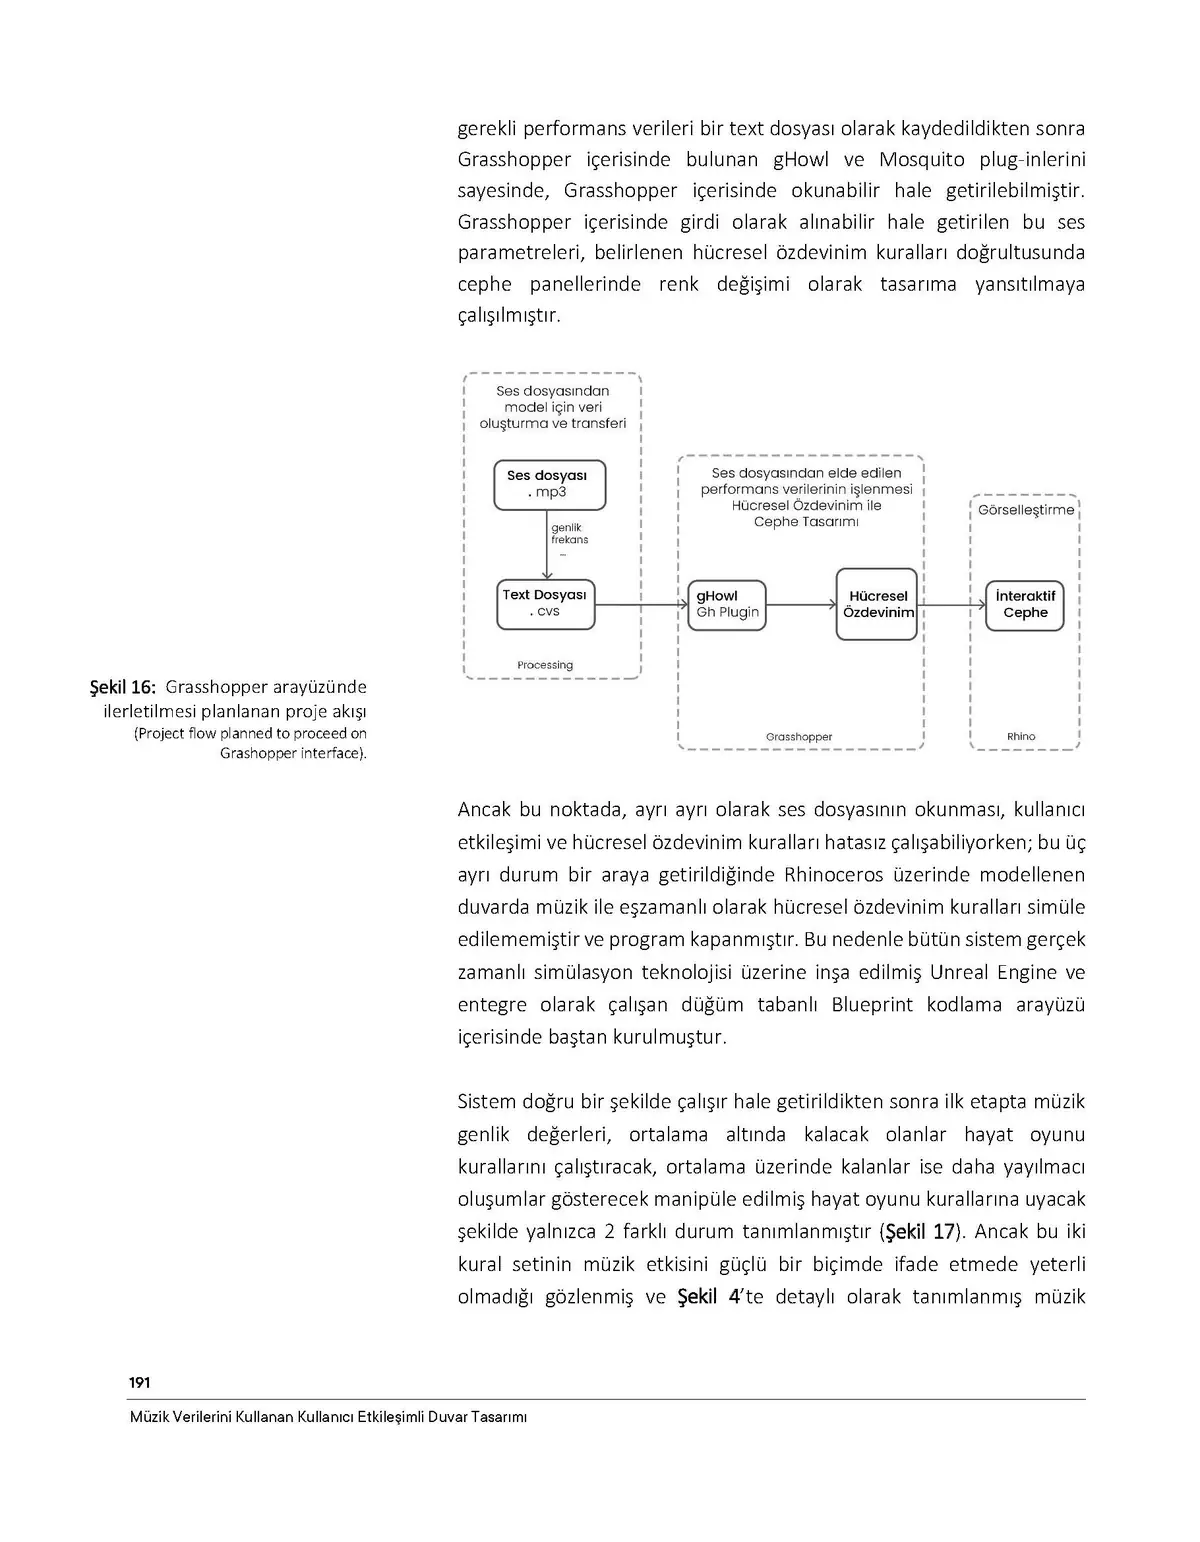 gerekli performans verileri bir text dosyası olarak kaydedildikten sonra
Grasshopper içerisinde bulunan gHowl ve Mosquito plug-inlerini
sayesinde, Grasshopper içerisinde okunabilir hale getirilebilmiştir.
Grasshopper içerisinde girdi olarak alınabilir hale getirilen bu ses
parametreleri, belirlenen hücresel özdevinim kuralları doğrultusunda
cephe panellerinde renk değişimi olarak tasarıma yansıtılmaya
çalışılmıştır.
Ses dosyasından
model için veri
oluşturma ve transferi
Ses dosyası
. mp3
genlik
frekans
...
Text Dosyası
. cvs
Processing
Ses dosyasından elde edilen
performans verilerinin işlenmesi
Hücresel Özdevinim ile
Cephe Tasarımı
gHowl
Gh Plugin
Hücresel
Özdevinim
Grasshopper
Görselleştirme
İnteraktif
Cephe
Rhino
Şekil 16: Grasshopper arayüzünde
ilerletilmesi planlanan proje akışı
(Project flow planned to proceed on
Grashopper interface).
Ancak bu noktada, ayrı ayrı olarak ses dosyasının okunması, kullanıcı
etkileşimi ve hücresel özdevinim kuralları hatasız çalışabiliyorken; bu üç
ayrı durum bir araya getirildiğinde Rhinoceros üzerinde modellenen
duvarda müzik ile eşzamanlı olarak hücresel özdevinim kuralları simüle
edilememiştir ve program kapanmıştır. Bu nedenle bütün sistem gerçek
zamanlı simülasyon teknolojisi üzerine inşa edilmiş Unreal Engine ve
entegre olarak çalışan düğüm tabanlı Blueprint kodlama arayüzü
içerisinde baştan kurulmuştur.
Sistem doğru bir şekilde çalışır hale getirildikten sonra ilk etapta müzik
genlik değerleri, ortalama altında kalacak olanlar hayat oyunu
kurallarını çalıştıracak, ortalama üzerinde kalanlar ise daha yayılmacı
oluşumlar gösterecek manipüle edilmiş hayat oyunu kurallarına uyacak
şekilde yalnızca 2 farklı durum tanımlanmıştır (Şekil 17). Ancak bu iki
kural setinin müzik etkisini güçlü bir biçimde ifade etmede yeterli
olmadığı gözlenmiş ve Şekil 4’te detaylı olarak tanımlanmış müzik
191
Müzik Verilerini Kullanan Kullanıcı Etkileşimli Duvar Tasarımı